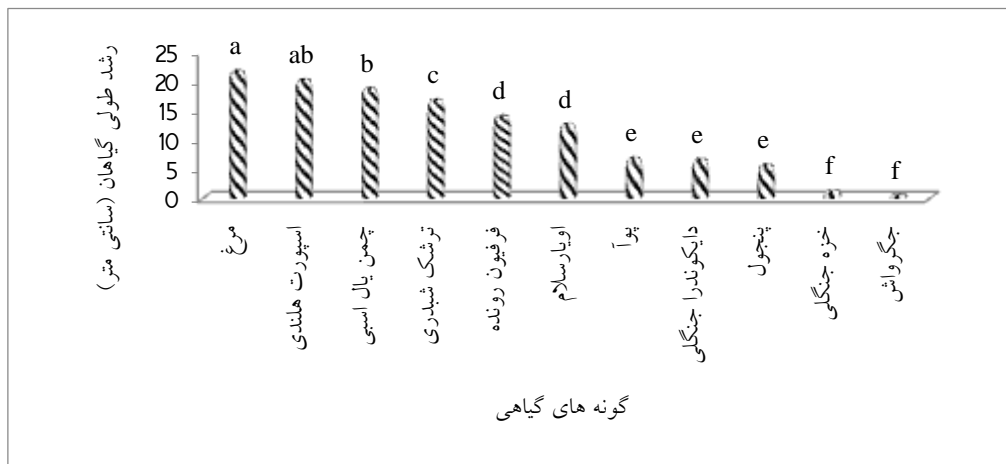 رشد طولی گیاهان (سانتی متر)
25
20
15
10
5
0
a
ab
b
c
d
d
e
e
e
f
f
مرغ
اسپورت هلندی
چمن یال اسبی
ترشک شبدری
فرفیون رونده
اویارسلام
پوآ
دایکوندرا جنگلی
پنجول
خزه جنگلی
جگرواش
گونه های گیاهی